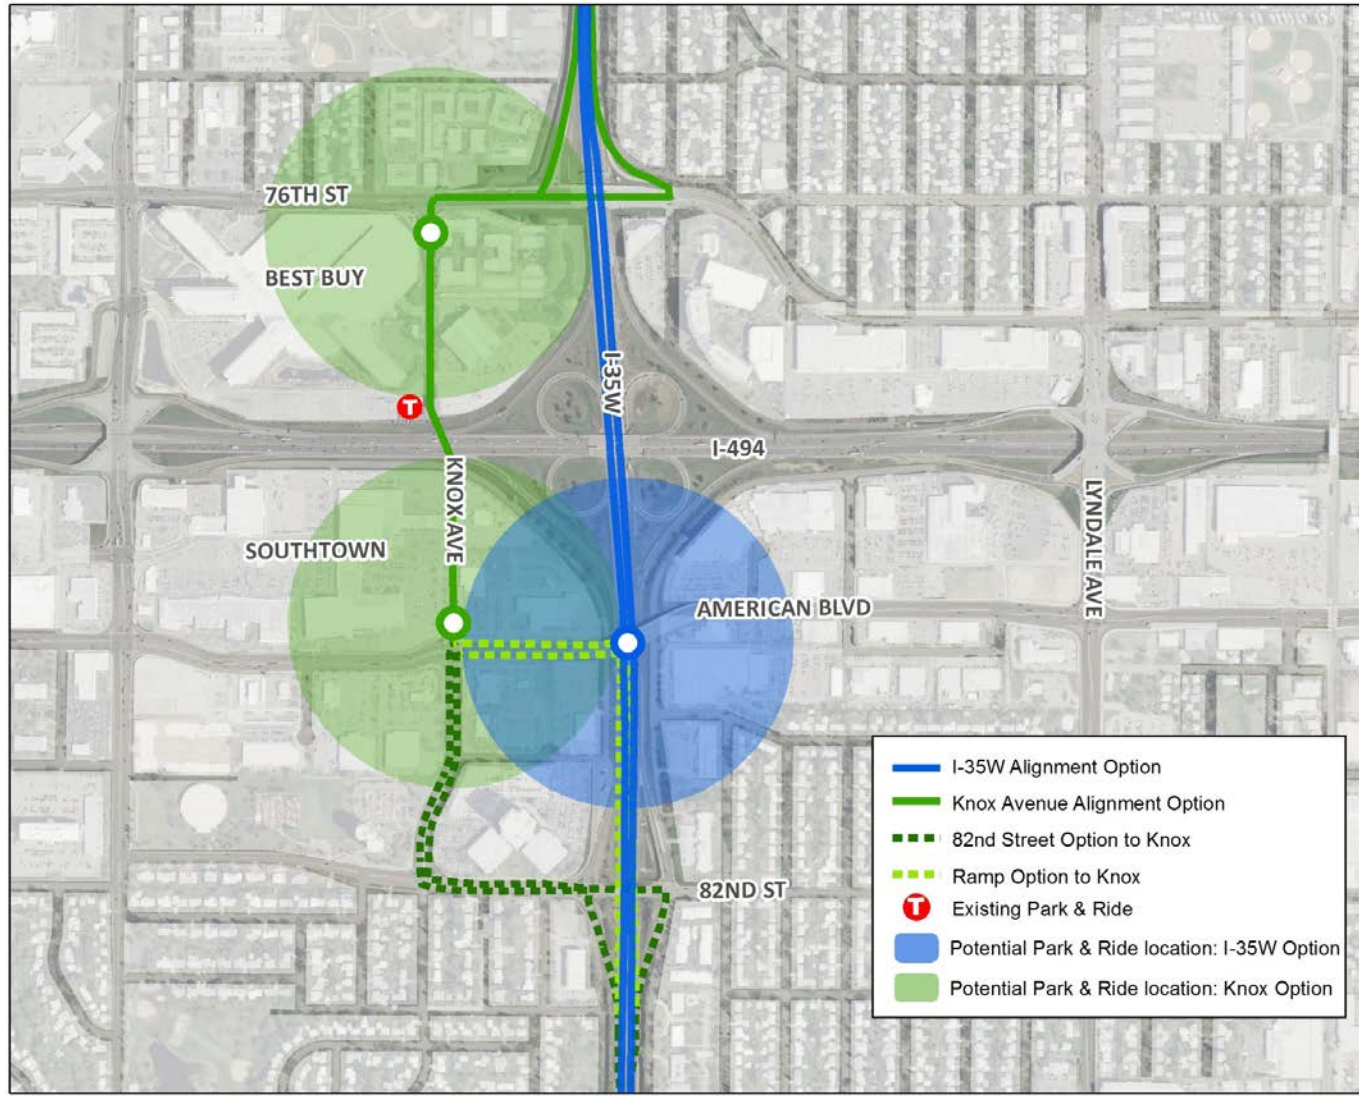 76TH ST
BEST BUY
I-35W
T
I-494
KNOX AVE
LYNDALE AVE
SOUTHTOWN
AMERICAN BLVD
82ND ST
I-35W Alignment Option
Knox Avenue Alignment Option
82nd Street Option to Knox
Ramp Option to Knox
T Existing Park & Ride
Potential Park & Ride location: I-35W Option
Potential Park & Ride location: Knox Option